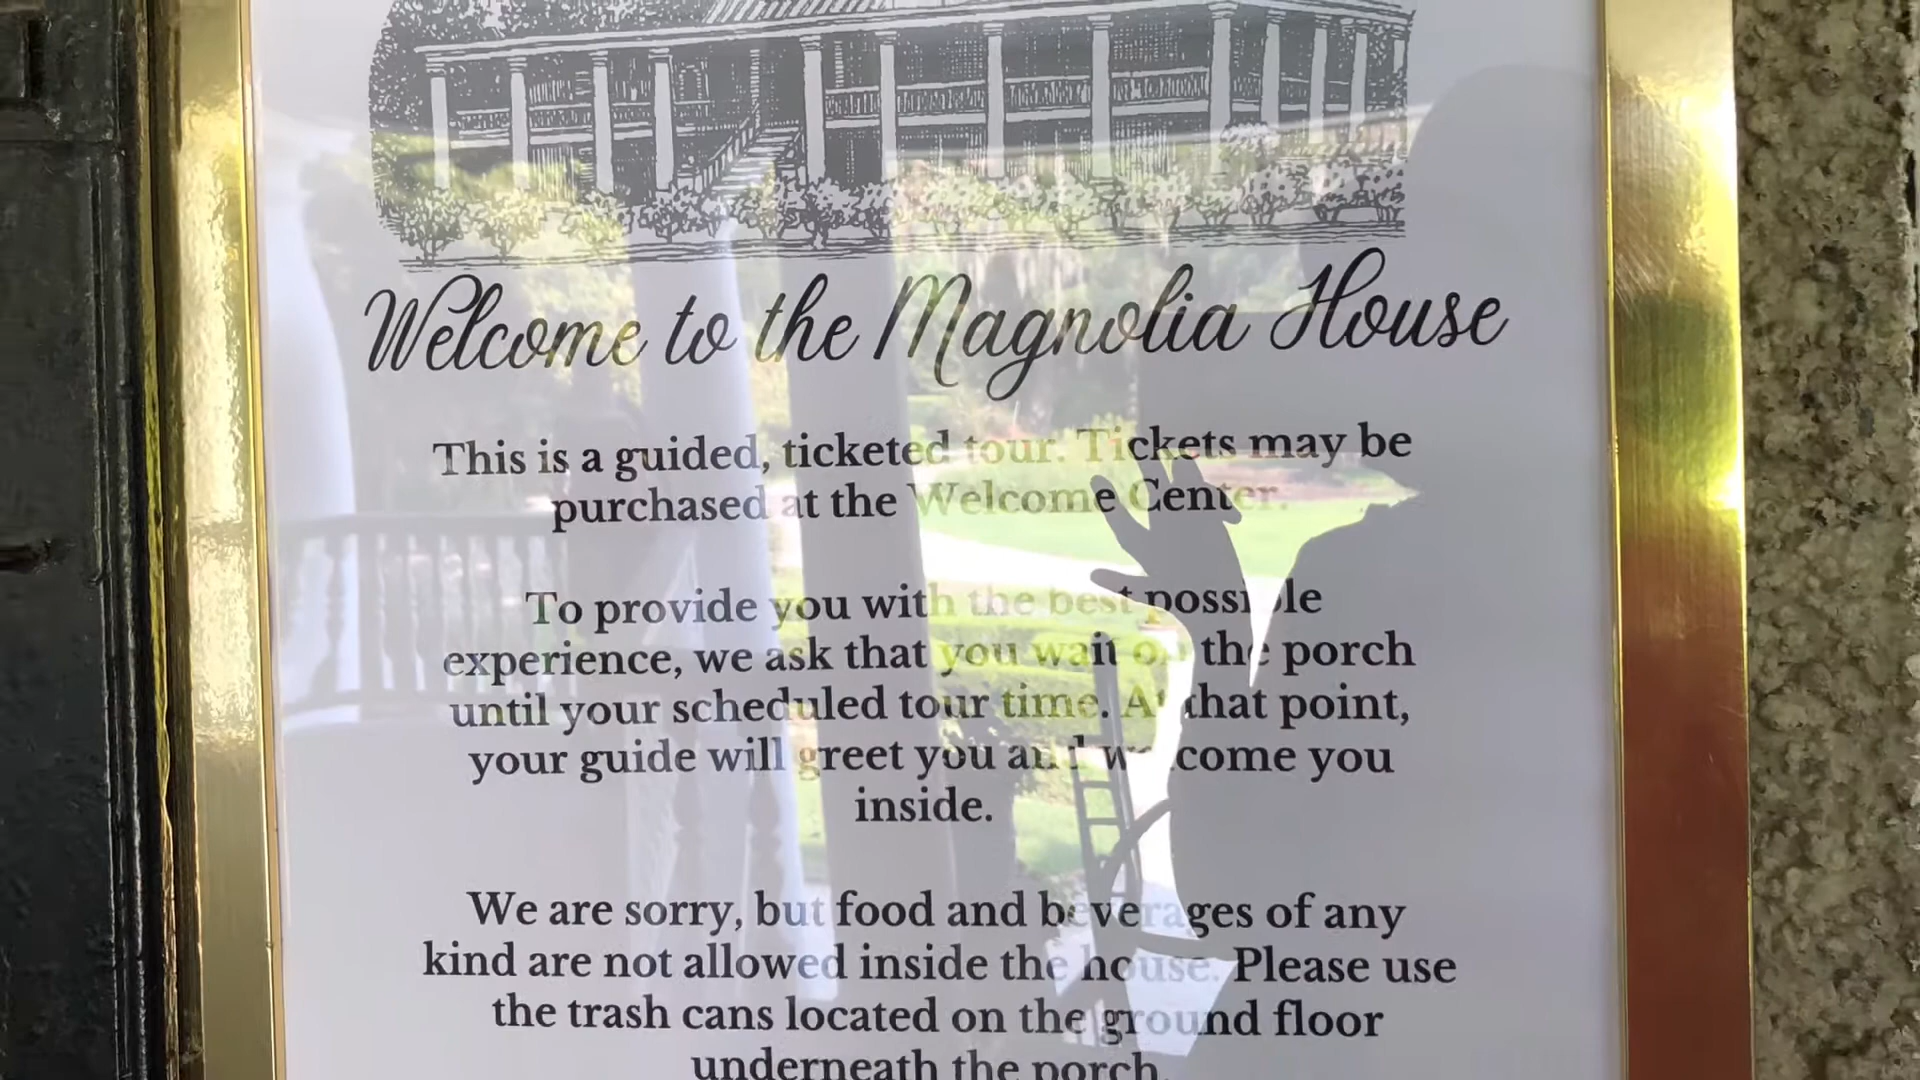 Welcome to the Magnolia House
This is a guided, ticketed tour. Tickets may be
purchased at the Welcome Center.
To provide you with the best possible
experience, we ask that you wait on the porch
until your scheduled tour time. At that point,
your guide will greet you and welcome you
inside.
We are sorry, but food and beverages of any
kind are not allowed inside the house. Please use
the trash cans located on the ground floor
underneath the porch.